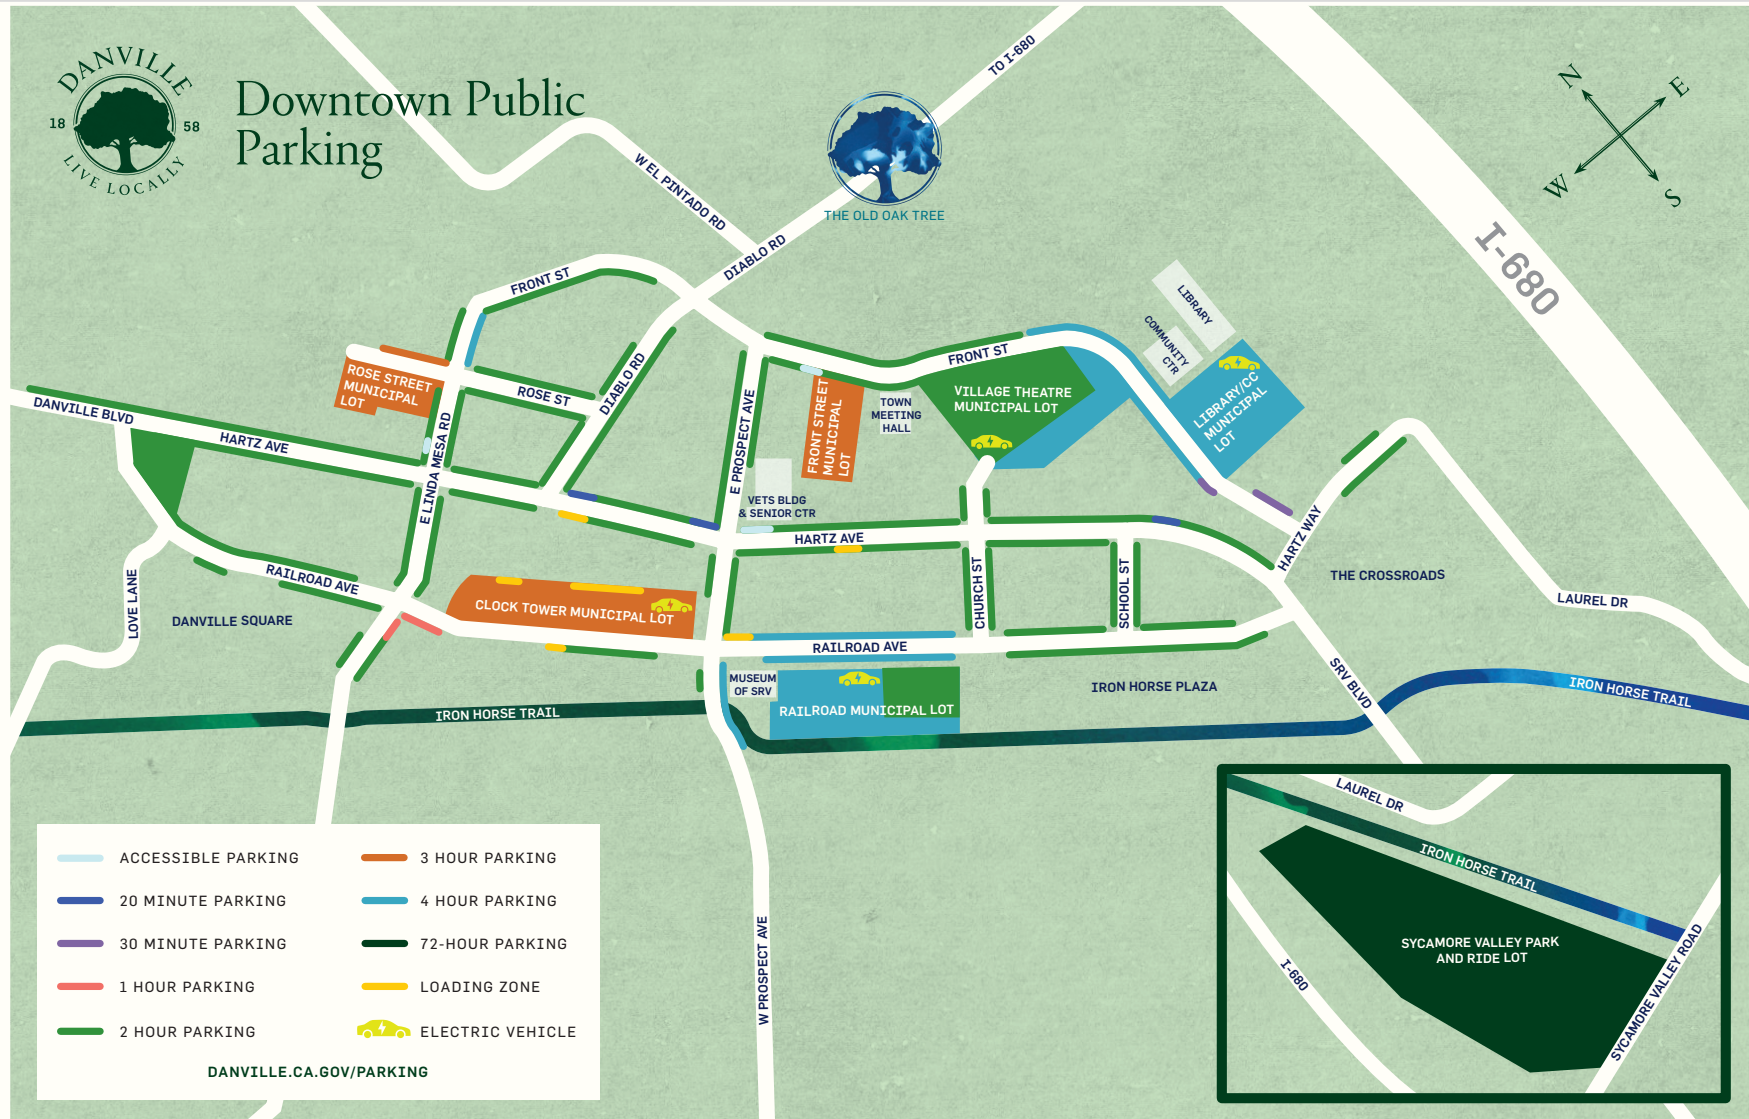 DANVILLE
18 58
LIVE LOCALLY
Downtown Public
Parking
TO I-680
N
E
W
S
THE OLD OAK TREE
W EL PINTADO RD
DIABLO RD
I-680
FRONT ST
LIBRARY
COMMUNITY
CTR
ROSE STREET
MUNICIPAL
LOT
ROSE ST
DIABLO RD
FRONT ST
VILLAGE THEATRE
MUNICIPAL LOT
LIBRARY/CC
MUNICIPAL
LOT
DANVILLE BLVD
HARTZ AVE
E LINDA MESA RD
E PROSPECT AVE
FRONT STREET
MUNICIPAL
LOT
TOWN
MEETING
HALL
VETS BLDG
& SENIOR CTR
HARTZ AVE
HARTZ WAY
THE CROSSROADS
LAUREL DR
LOVE LANE
RAILROAD AVE
DANVILLE SQUARE
CLOCK TOWER MUNICIPAL LOT
CHURCH ST
SCHOOL ST
RAILROAD AVE
MUSEUM
OF SRV
RAILROAD MUNICIPAL LOT
IRON HORSE PLAZA
SRV BLVD
IRON HORSE TRAIL
IRON HORSE TRAIL
W PROSPECT AVE
ACCESSIBLE PARKING
20 MINUTE PARKING
30 MINUTE PARKING
1 HOUR PARKING
2 HOUR PARKING
3 HOUR PARKING
4 HOUR PARKING
72-HOUR PARKING
LOADING ZONE
ELECTRIC VEHICLE
DANVILLE.CA.GOV/PARKING
LAUREL DR
IRON HORSE TRAIL
SYCAMORE VALLEY PARK
AND RIDE LOT
I-680
SYCAMORE VALLEY ROAD